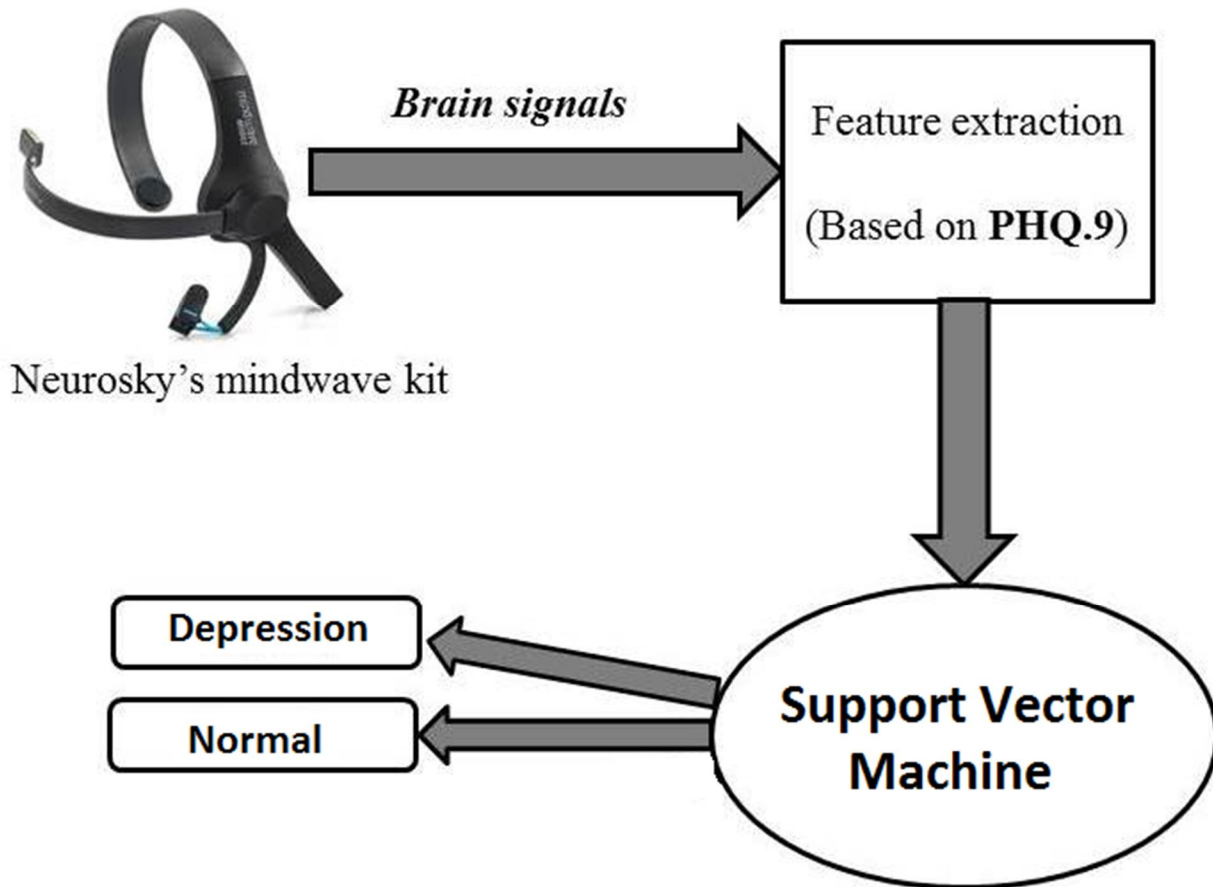 Brain signals
Feature extraction
(Based on PHQ.9)
Neurosky's mindwave kit
Depression
Normal
Support Vector
Machine